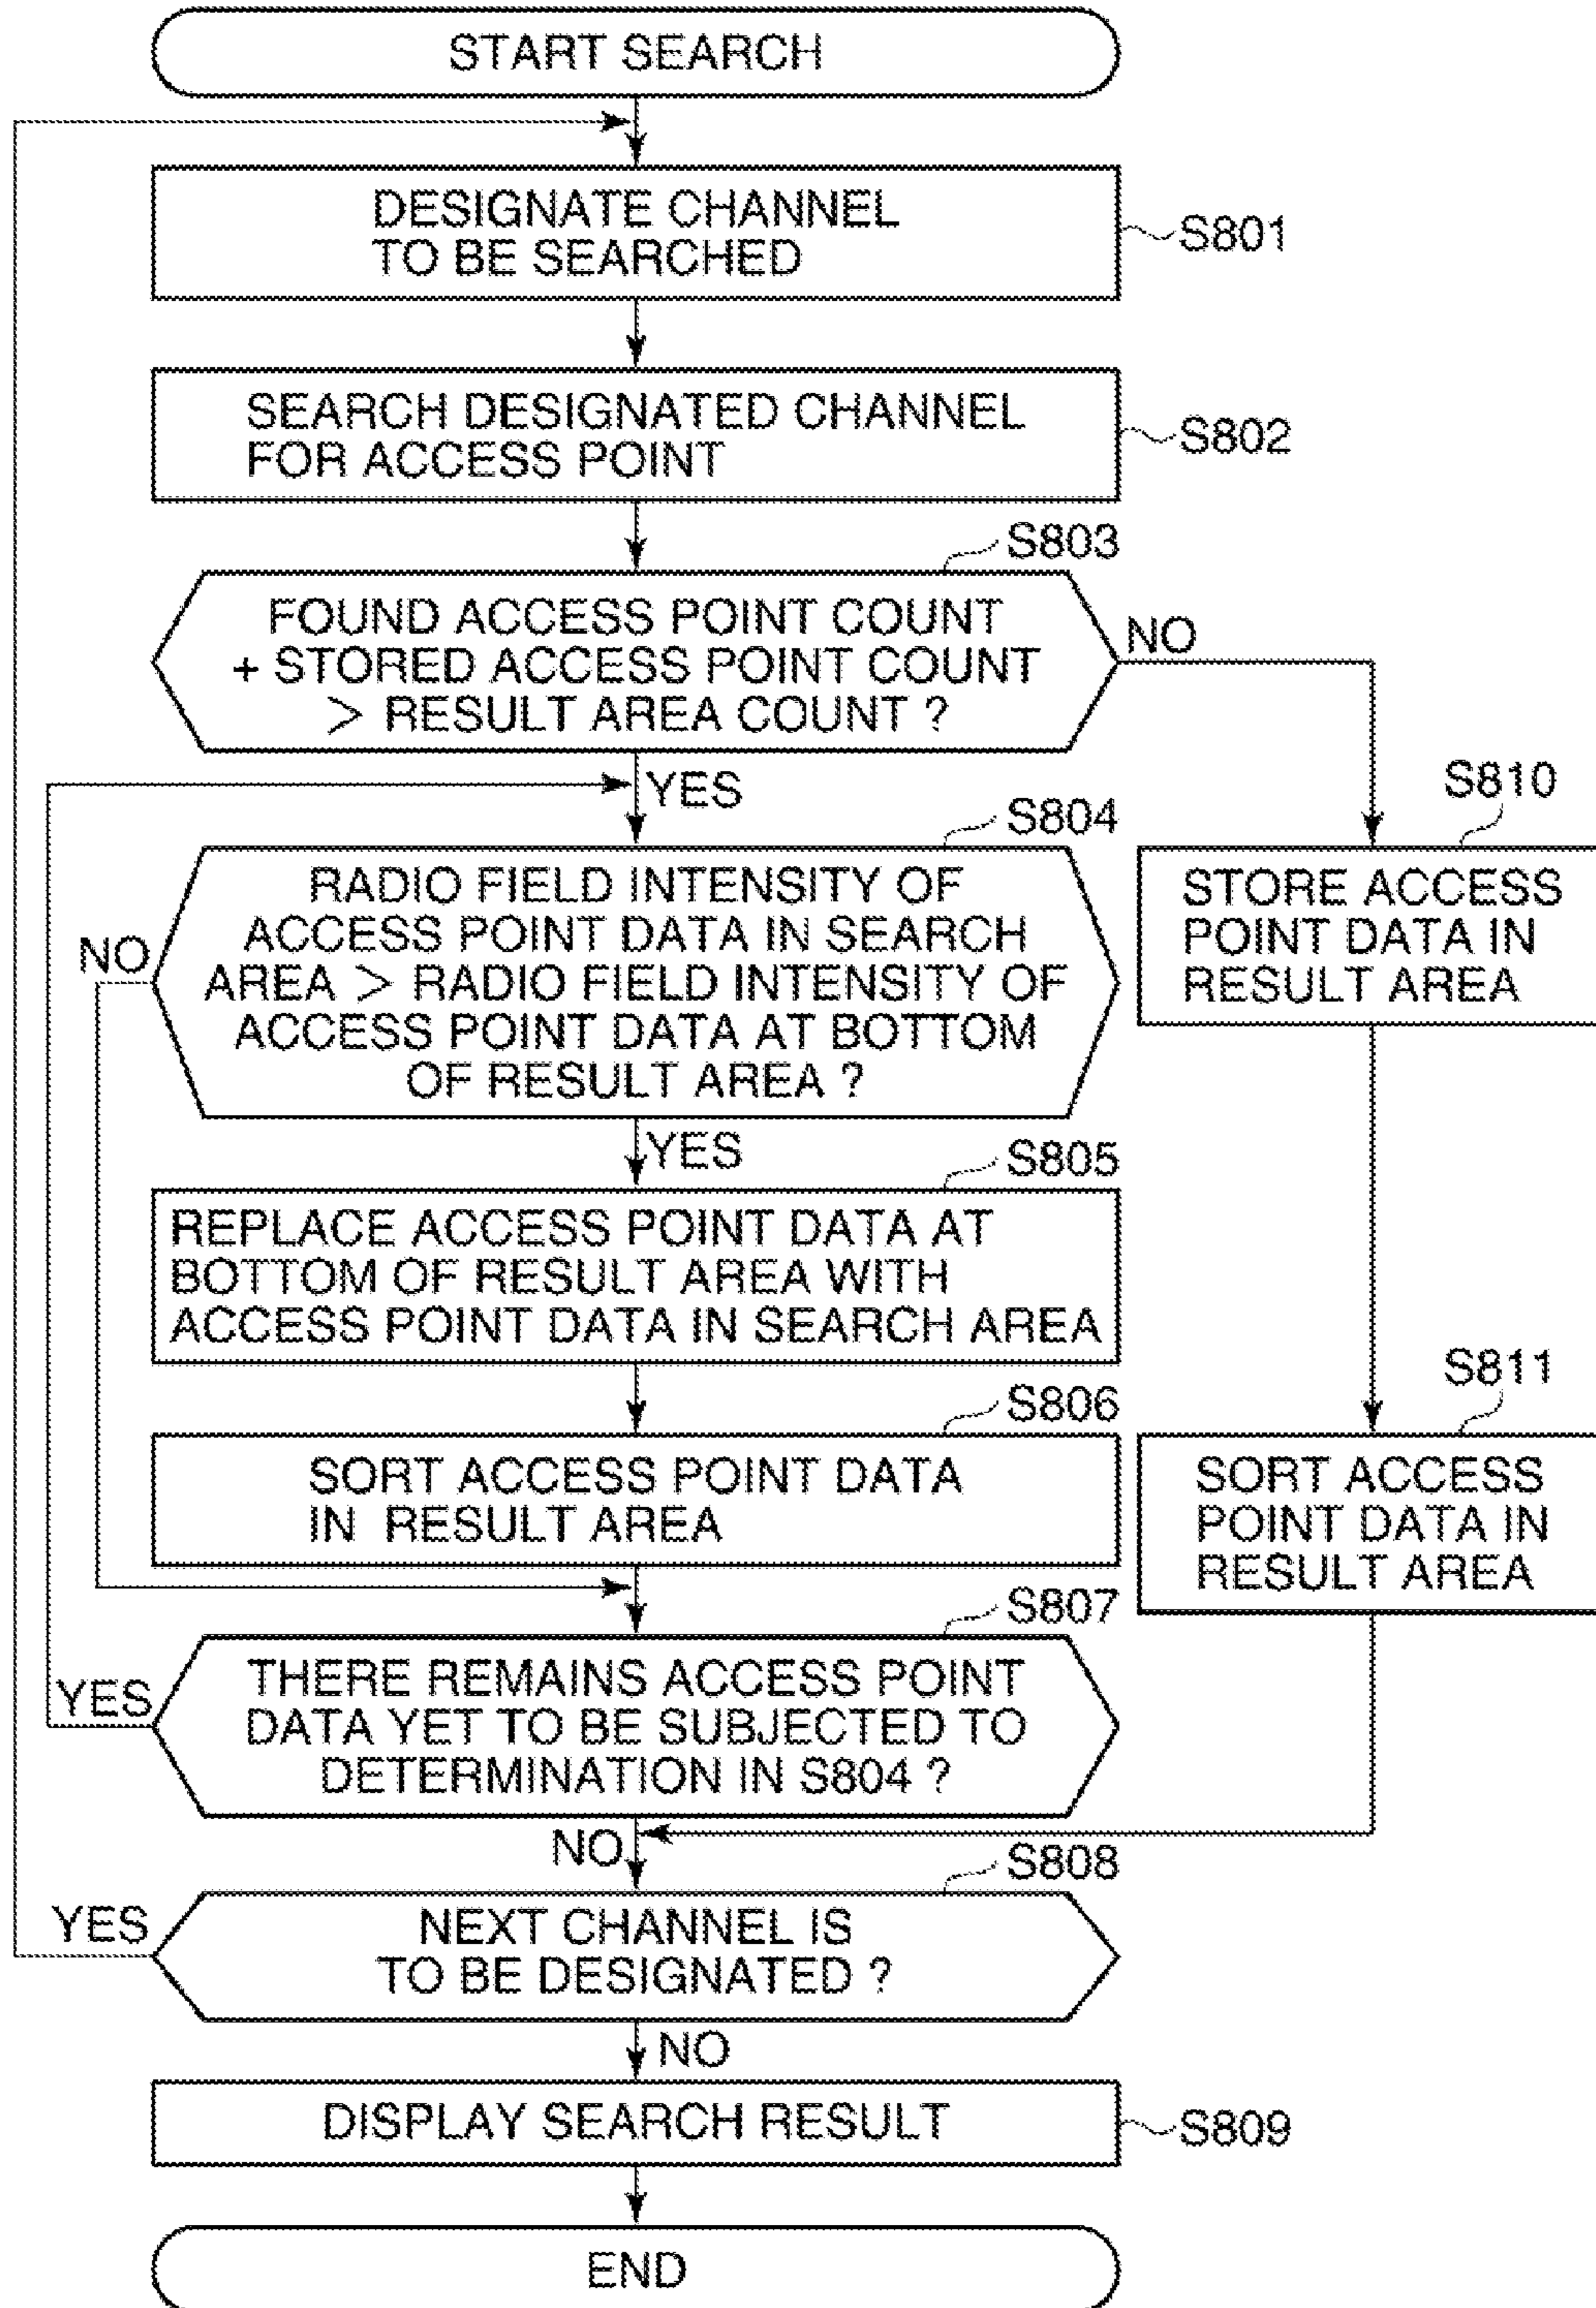 START SEARCH
DESIGNATE CHANNEL
TO BE SEARCHED
S801
SEARCH DESIGNATED CHANNEL
FOR ACCESS POINT
S802
S803
FOUND ACCESS POINT COUNT
+ STORED ACCESS POINT COUNT
> RESULT AREA COUNT ?
NO
YES
S804
RADIO FIELD INTENSITY OF
ACCESS POINT DATA IN SEARCH
AREA > RADIO FIELD INTENSITY OF
ACCESS POINT DATA AT BOTTOM
OF RESULT AREA ?
NO
S810
STORE ACCESS
POINT DATA IN
RESULT AREA
YES
S805
REPLACE ACCESS POINT DATA AT
BOTTOM OF RESULT AREA WITH
ACCESS POINT DATA IN SEARCH AREA
S806
SORT ACCESS POINT DATA
IN RESULT AREA
S811
SORT ACCESS
POINT DATA IN
RESULT AREA
S807
THERE REMAINS ACCESS POINT
DATA YET TO BE SUBJECTED TO
DETERMINATION IN S804 ?
YES
NO
S808
NEXT CHANNEL IS
TO BE DESIGNATED ?
YES
NO
DISPLAY SEARCH RESULT
S809
END